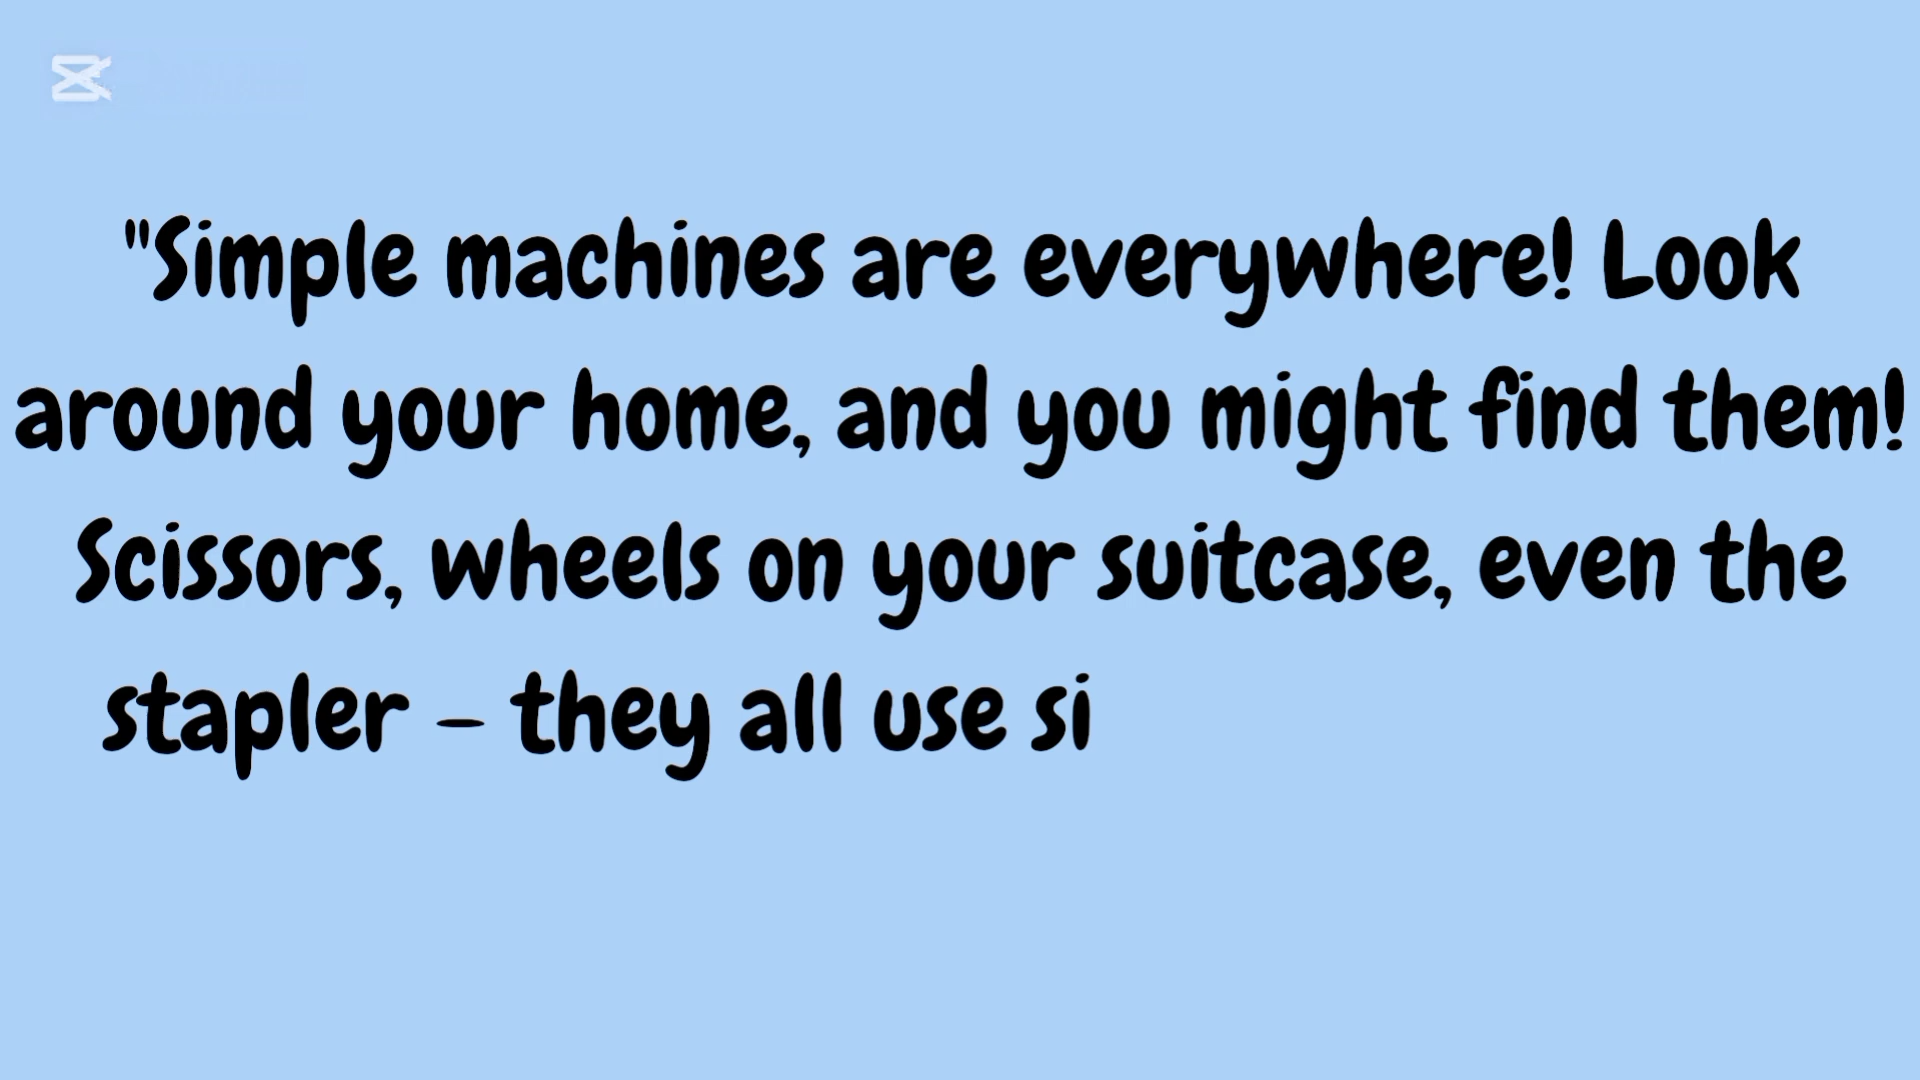 "Simple machines are everywhere! Look
around your home, and you might find them!
Scissors, wheels on your suitcase, even the
stapler – they all use si